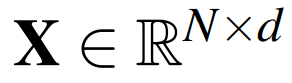 𝐗 ∈ ℝ^{N×d}